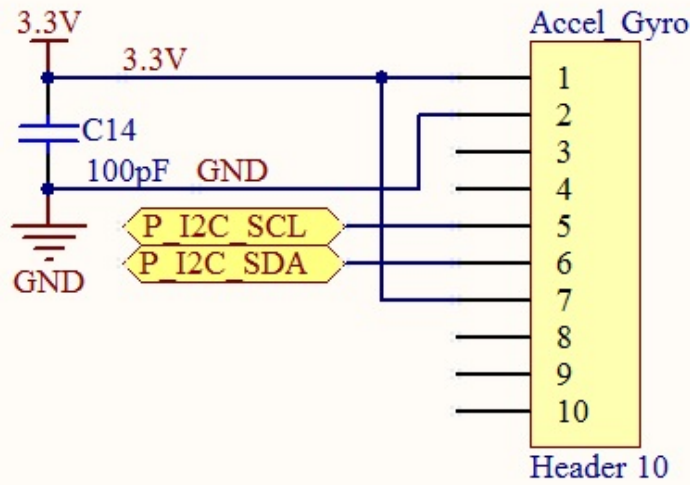 3.3V
Accel_Gyro
3.3V
1
2
C14
3
100pF
GND
4
P_I2C_SCL
5
P_I2C_SDA
6
GND
7
8
9
10
Header 10